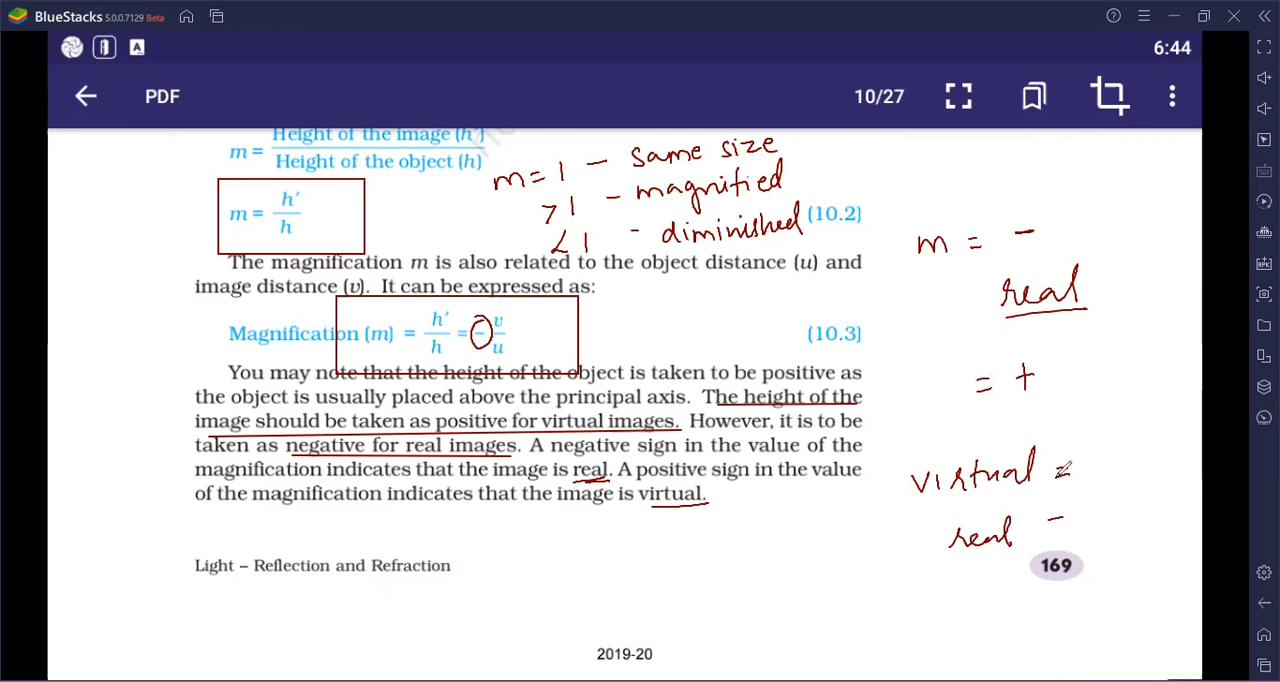 BlueStacks 5.0.0.7129 Beta
6:44
PDF 10/27
m = Height of the image (h′) / Height of the object (h)
m = 1 – same size
m = h′/h
> 1 – magnified
(10.2)
< 1 - diminished
m = -
real
The magnification m is also related to the object distance (u) and
image distance (v). It can be expressed as:
Magnification (m) = h′/h = – v/u (10.3)
= +
You may note that the height of the object is taken to be positive as
the object is usually placed above the principal axis. The height of the
image should be taken as positive for virtual images. However, it is to be
taken as negative for real images. A negative sign in the value of the
magnification indicates that the image is real. A positive sign in the value
of the magnification indicates that the image is virtual.
virtual =
real -
Light – Reflection and Refraction 169
2019-20